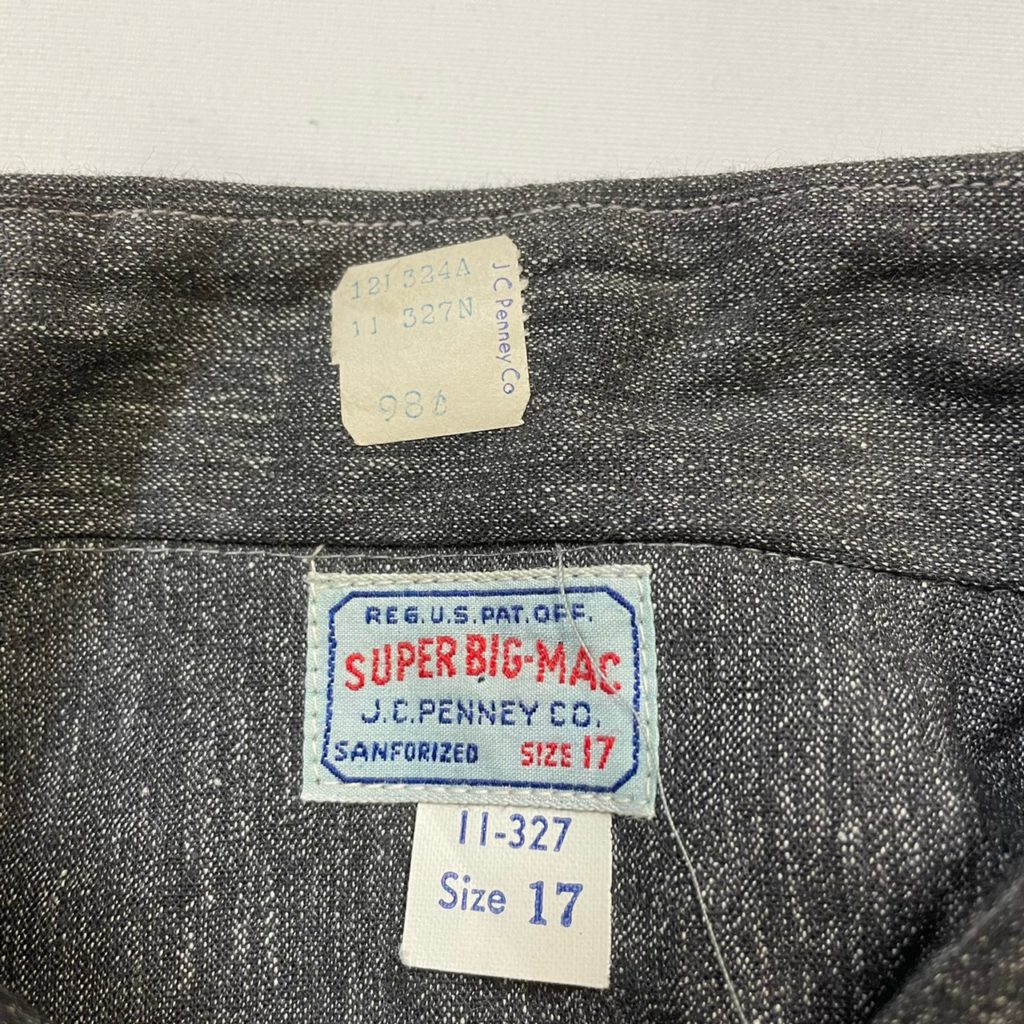 121 324A
11 327N
98¢
J C Penney Co
REG. U.S. PAT. OFF.
SUPER BIG-MAC
J.C. PENNEY CO.
SANFORIZED SIZE 17
11-327
Size 17